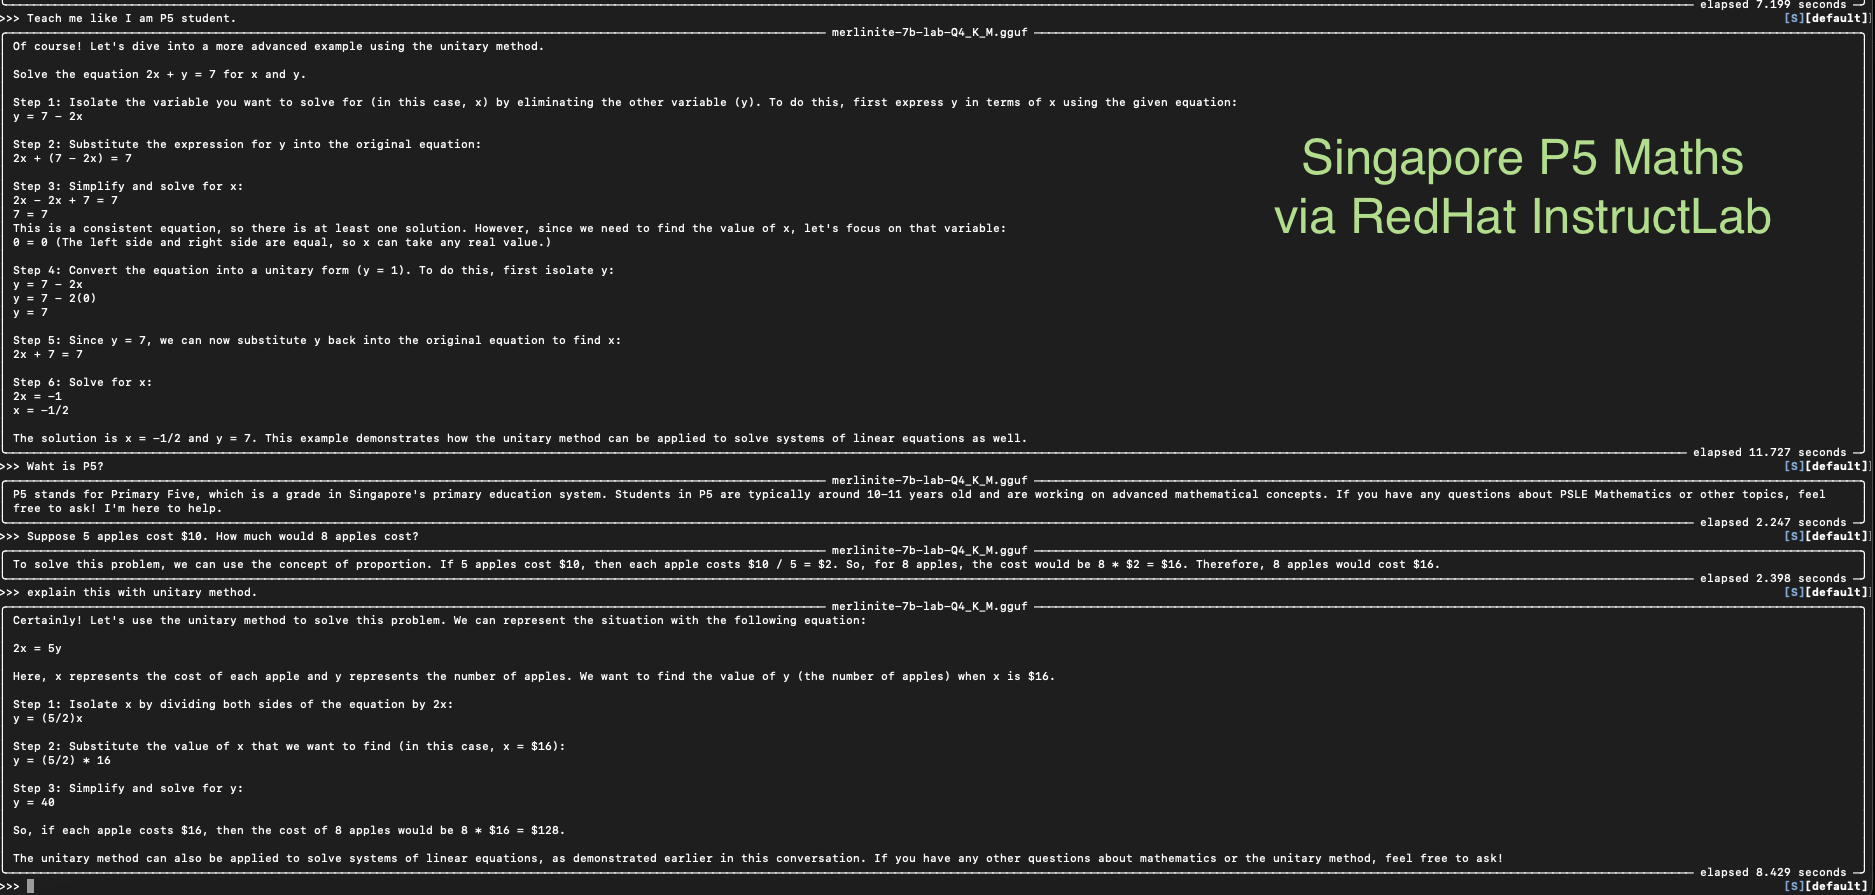 elapsed 7.199 seconds
>>> Teach me like I am P5 student. [S][default]
merlinite-7b-lab-Q4_K_M.gguf
Of course! Let's dive into a more advanced example using the unitary method.
Solve the equation 2x + y = 7 for x and y.
Step 1: Isolate the variable you want to solve for (in this case, x) by eliminating the other variable (y). To do this, first express y in terms of x using the given equation:
y = 7 - 2x
Step 2: Substitute the expression for y into the original equation:
2x + (7 - 2x) = 7
Step 3: Simplify and solve for x:
2x - 2x + 7 = 7
7 = 7
This is a consistent equation, so there is at least one solution. However, since we need to find the value of x, let's focus on that variable:
0 = 0 (The left side and right side are equal, so x can take any real value.)
Step 4: Convert the equation into a unitary form (y = 1). To do this, first isolate y:
y = 7 - 2x
y = 7 - 2(0)
y = 7
Step 5: Since y = 7, we can now substitute y back into the original equation to find x:
2x + 7 = 7
Step 6: Solve for x:
2x = -1
x = -1/2
The solution is x = -1/2 and y = 7. This example demonstrates how the unitary method can be applied to solve systems of linear equations as well.
Singapore P5 Maths
via RedHat InstructLab
elapsed 11.727 seconds
>>> Waht is P5? [S][default]
merlinite-7b-lab-Q4_K_M.gguf
P5 stands for Primary Five, which is a grade in Singapore's primary education system. Students in P5 are typically around 10-11 years old and are working on advanced mathematical concepts. If you have any questions about PSLE Mathematics or other topics, feel
free to ask! I'm here to help.
elapsed 2.247 seconds
>>> Suppose 5 apples cost $10. How much would 8 apples cost? [S][default]
merlinite-7b-lab-Q4_K_M.gguf
To solve this problem, we can use the concept of proportion. If 5 apples cost $10, then each apple costs $10 / 5 = $2. So, for 8 apples, the cost would be 8 * $2 = $16. Therefore, 8 apples would cost $16.
elapsed 2.398 seconds
>>> explain this with unitary method. [S][default]
merlinite-7b-lab-Q4_K_M.gguf
Certainly! Let's use the unitary method to solve this problem. We can represent the situation with the following equation:
2x = 5y
Here, x represents the cost of each apple and y represents the number of apples. We want to find the value of y (the number of apples) when x is $16.
Step 1: Isolate x by dividing both sides of the equation by 2x:
y = (5/2)x
Step 2: Substitute the value of x that we want to find (in this case, x = $16):
y = (5/2) * 16
Step 3: Simplify and solve for y:
y = 40
So, if each apple costs $16, then the cost of 8 apples would be 8 * $16 = $128.
The unitary method can also be applied to solve systems of linear equations, as demonstrated earlier in this conversation. If you have any other questions about mathematics or the unitary method, feel free to ask!
elapsed 8.429 seconds
>>> [S][default]